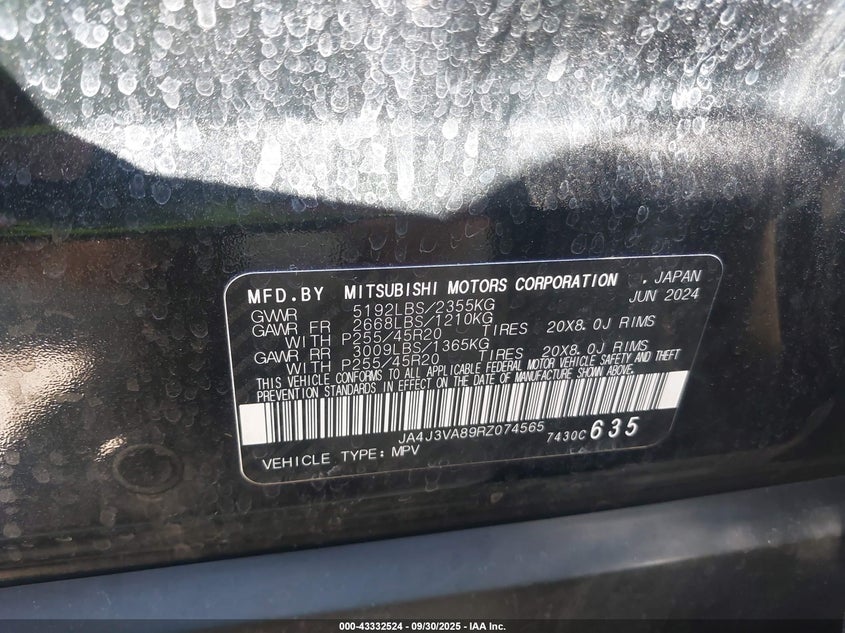 MFD.BY MITSUBISHI MOTORS CORPORATION , JAPAN
GVWR 5192LBS/2355KG JUN 2024
GAWR FR 2668LBS/1210KG
WITH P255/45R20 TIRES 20X8.0J RIMS
GAWR RR 3009LBS/1365KG
WITH P255/45R20 TIRES 20X8.0J RIMS
THIS VEHICLE CONFORMS TO ALL APPLICABLE FEDERAL MOTOR VEHICLE SAFETY AND THEFT
PREVENTION STANDARDS IN EFFECT ON THE DATE OF MANUFACTURE SHOWN ABOVE.
JA4J3VA89RZ074565 7430C 635
VEHICLE TYPE: MPV
000-43332524 - 09/30/2025 - IAA Inc.